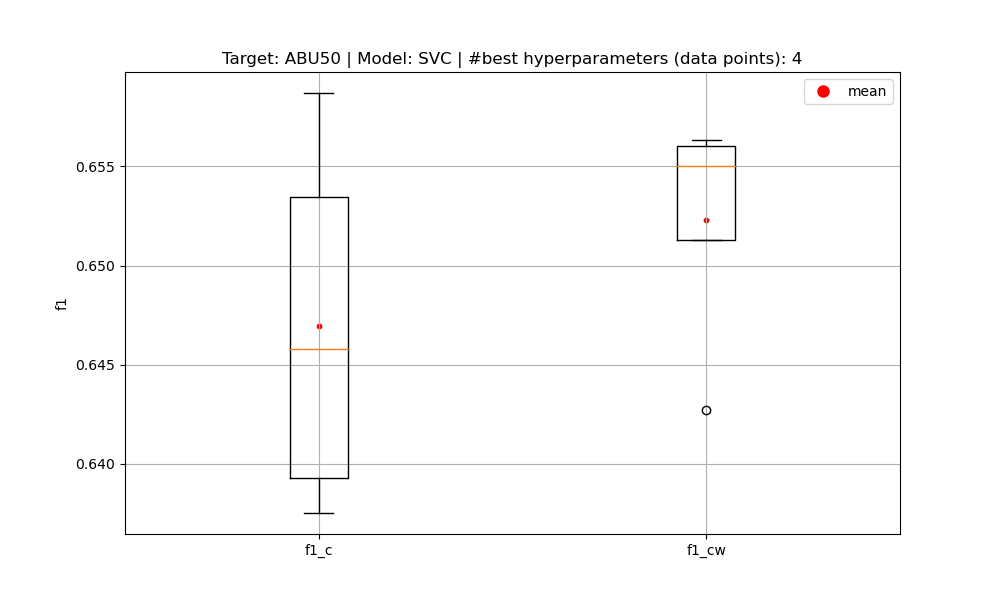 Target: ABU50 | Model: SVC | #best hyperparameters (data points): 4
mean
0.655
0.650
0.645
0.640
f1
f1_c
f1_cw